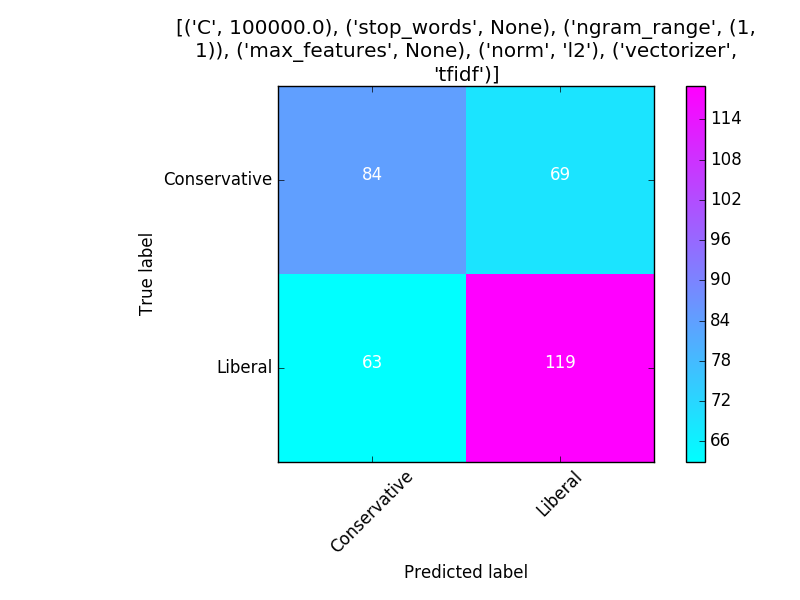 [('C', 100000.0), ('stop_words', None), ('ngram_range', (1,
1)), ('max_features', None), ('norm', 'l2'), ('vectorizer',
'tfidf')]
Conservative
84
69
Liberal
63
119
True label
Conservative
Liberal
Predicted label
114
108
102
96
90
84
78
72
66